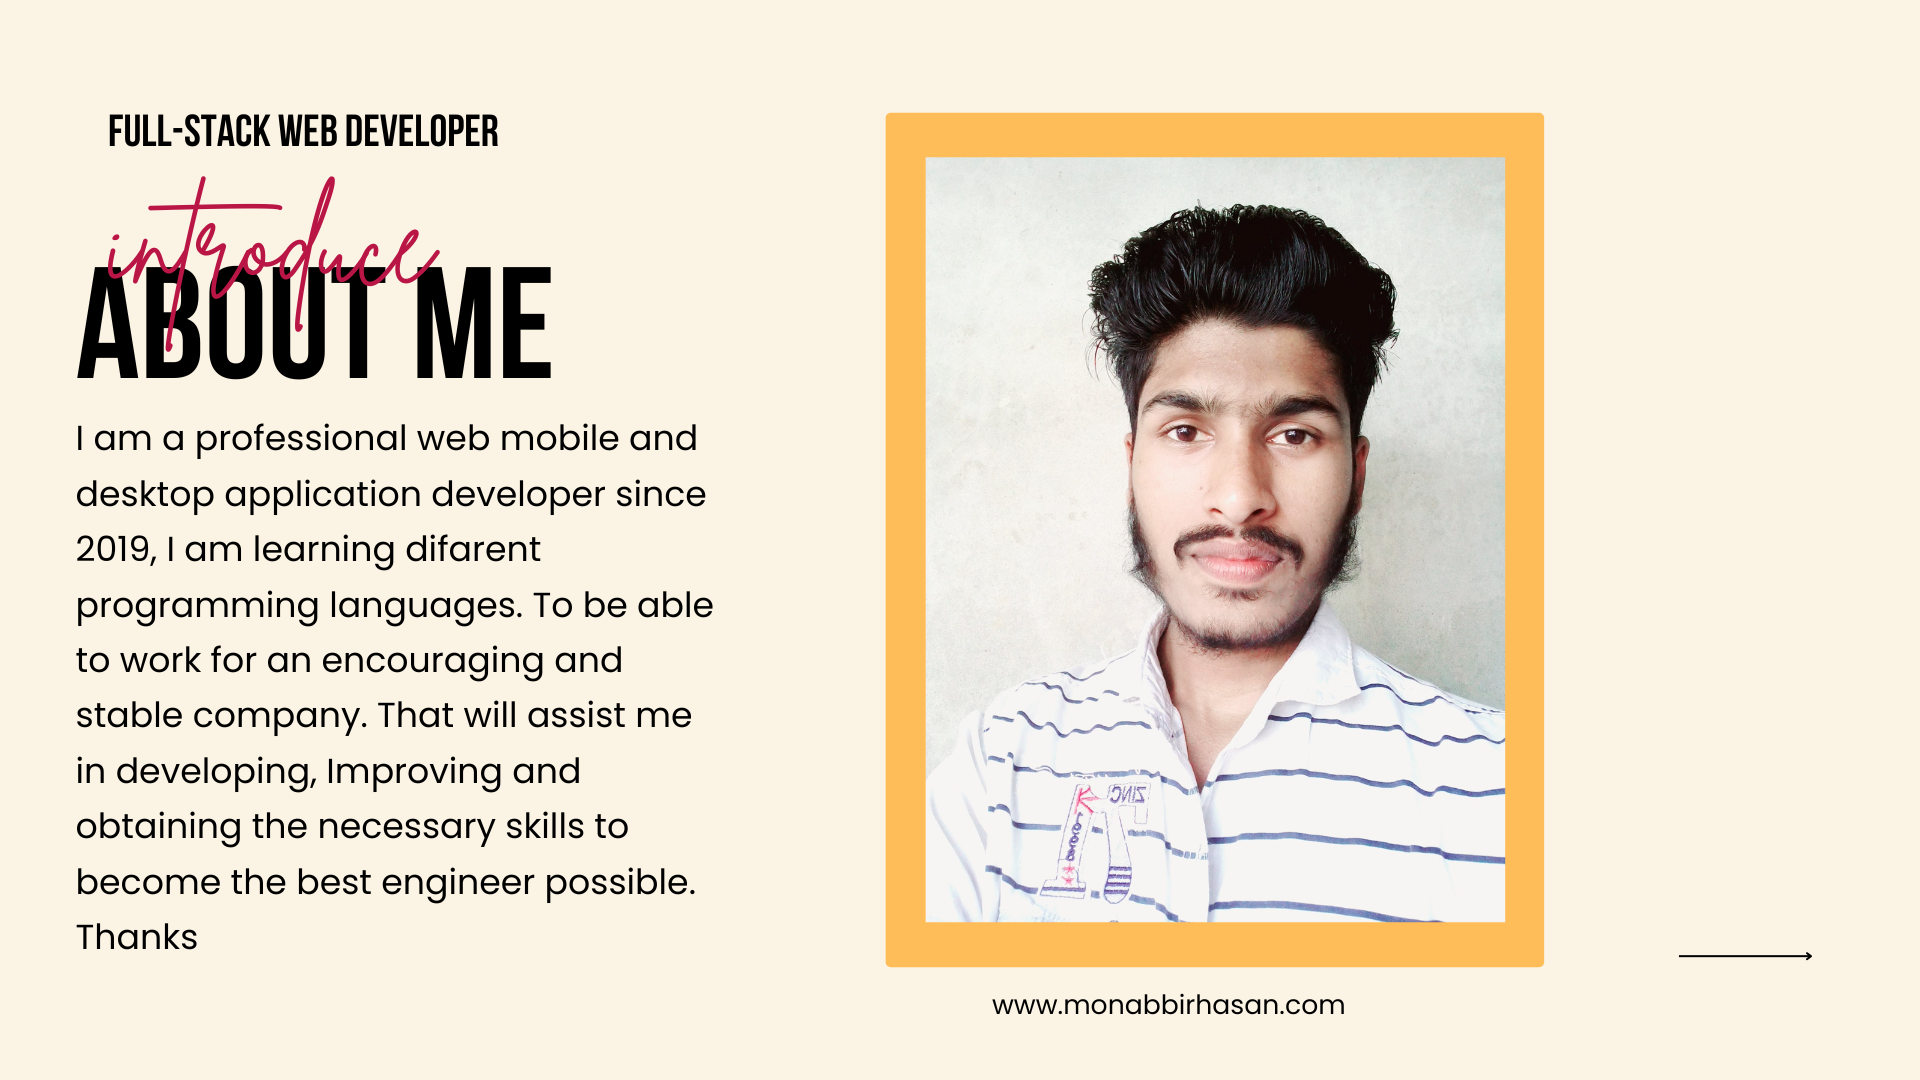 FULL-STACK WEB DEVELOPER
introduce
ABOUT ME
I am a professional web mobile and
desktop application developer since
2019, I am learning difarent
programming languages. To be able
to work for an encouraging and
stable company. That will assist me
in developing, Improving and
obtaining the necessary skills to
become the best engineer possible.
Thanks
ZINC
www.monabbirhasan.com